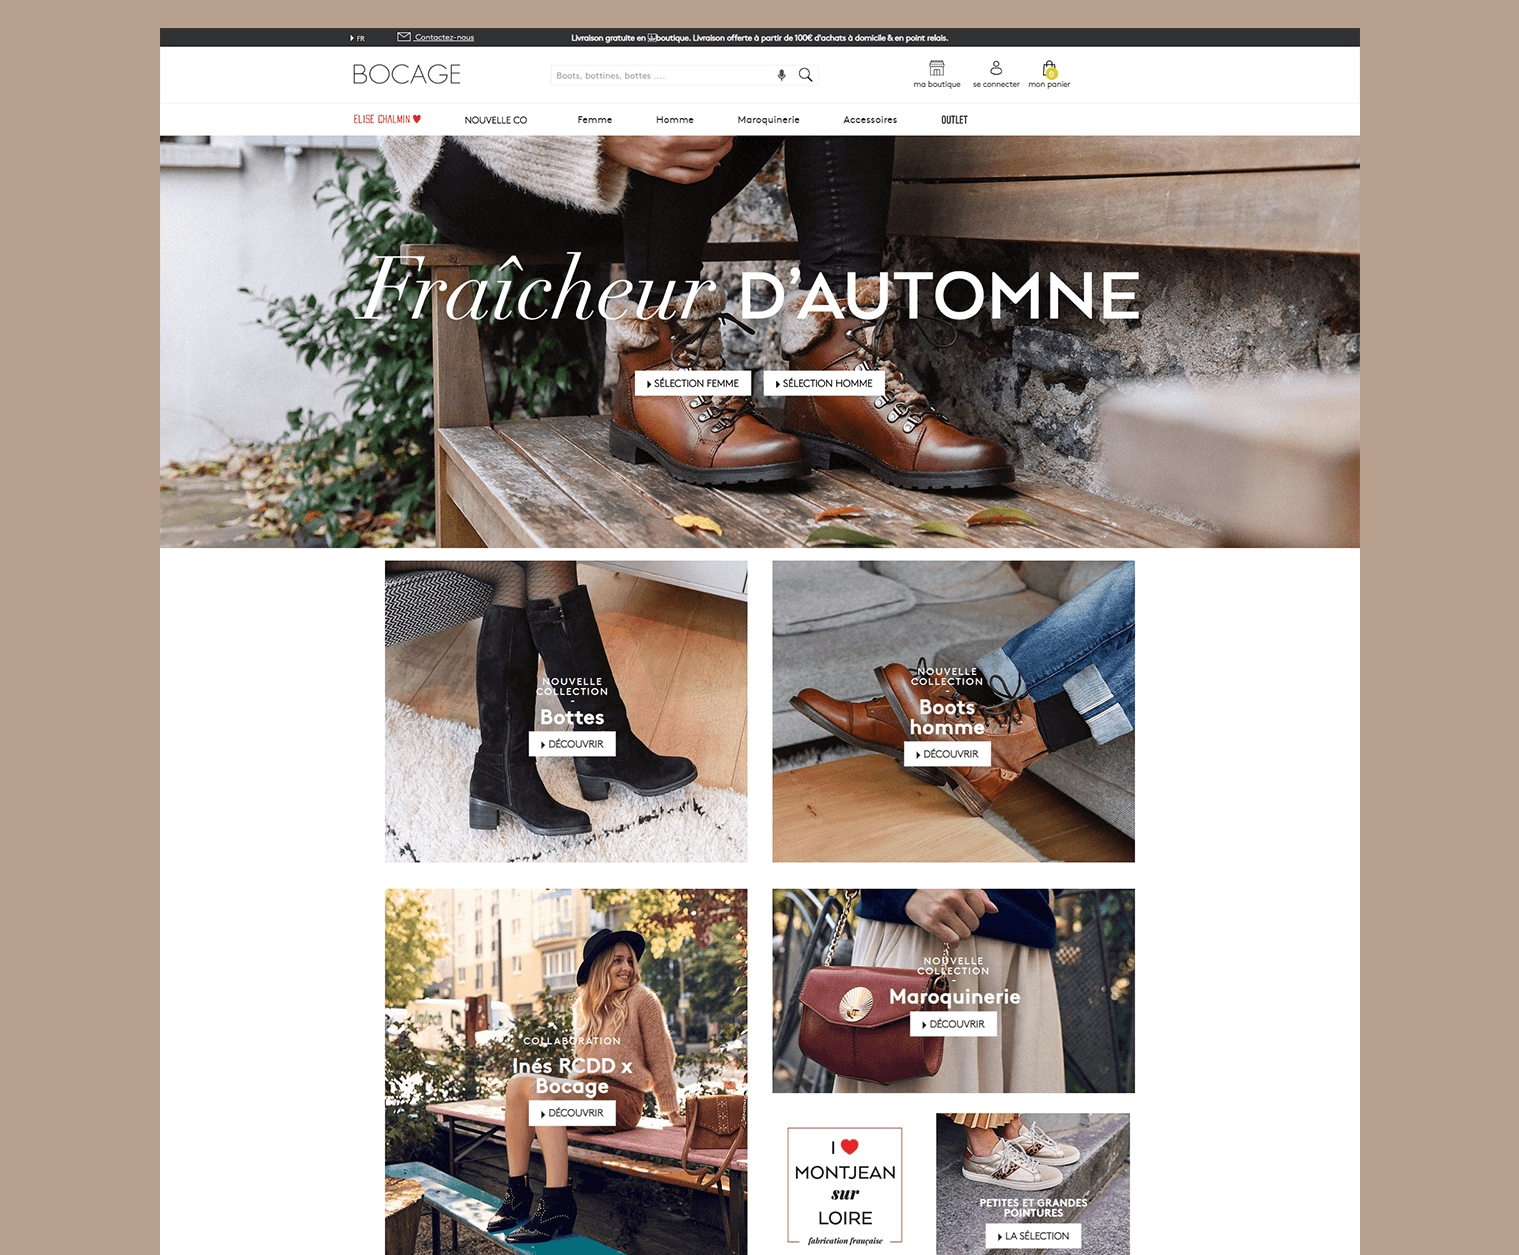 FR
Contactez-nous
Livraison gratuite en boutique. Livraison offerte à partir de 100€ d'achats à domicile & en point relais.
BOCAGE
Boots, bottines, bottes ....
ma boutique
se connecter
0
mon panier
ELISE CHALMIN
NOUVELLE CO
Femme
Homme
Maroquinerie
Accessoires
OUTLET
Fraîcheur D'AUTOMNE
SÉLECTION FEMME
SÉLECTION HOMME
NOUVELLE
COLLECTION
-
Bottes
DÉCOUVRIR
NOUVELLE
COLLECTION
-
Boots
homme
DÉCOUVRIR
COLLABORATION
Inés RCDD x
Bocage
DÉCOUVRIR
NOUVELLE
COLLECTION
-
Maroquinerie
DÉCOUVRIR
I ♥
MONTJEAN
sur
LOIRE
fabrication française
PETITES ET GRANDES
POINTURES
LA SÉLECTION